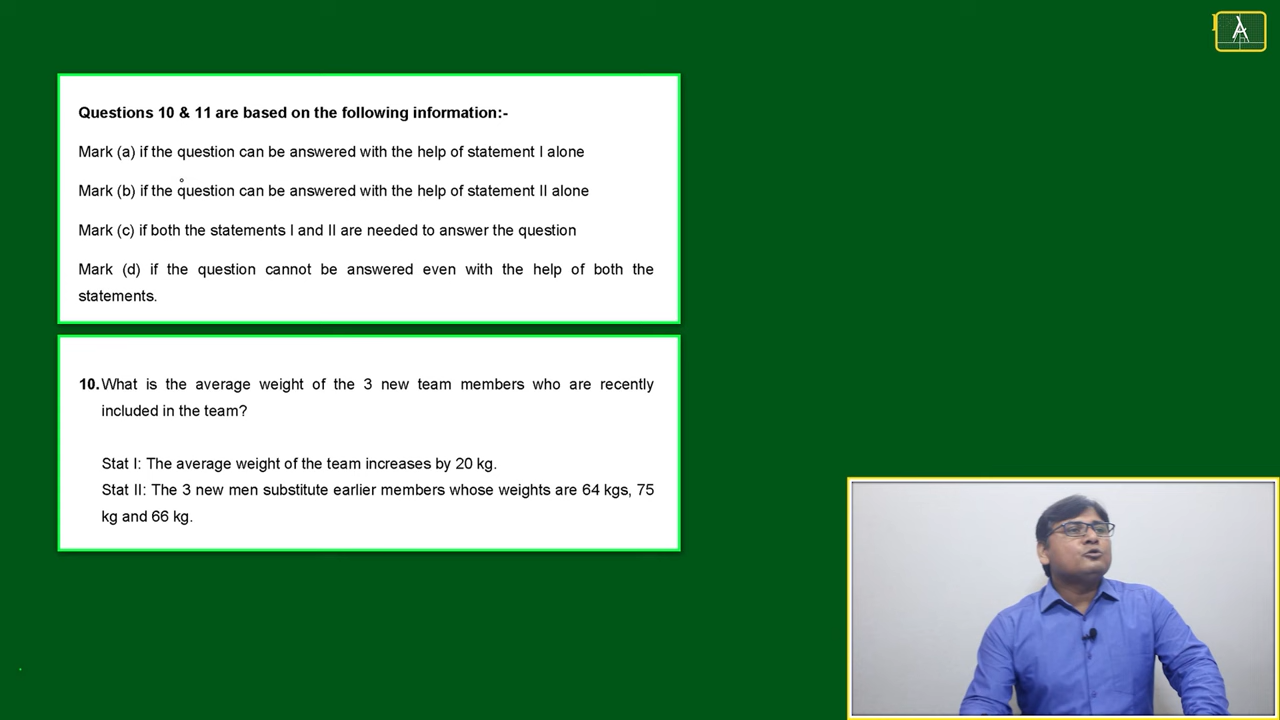 Questions 10 & 11 are based on the following information:-
Mark (a) if the question can be answered with the help of statement I alone
Mark (b) if the question can be answered with the help of statement II alone
Mark (c) if both the statements I and II are needed to answer the question
Mark (d) if the question cannot be answered even with the help of both the
statements.
10. What is the average weight of the 3 new team members who are recently
included in the team?
Stat I: The average weight of the team increases by 20 kg.
Stat II: The 3 new men substitute earlier members whose weights are 64 kgs, 75
kg and 66 kg.